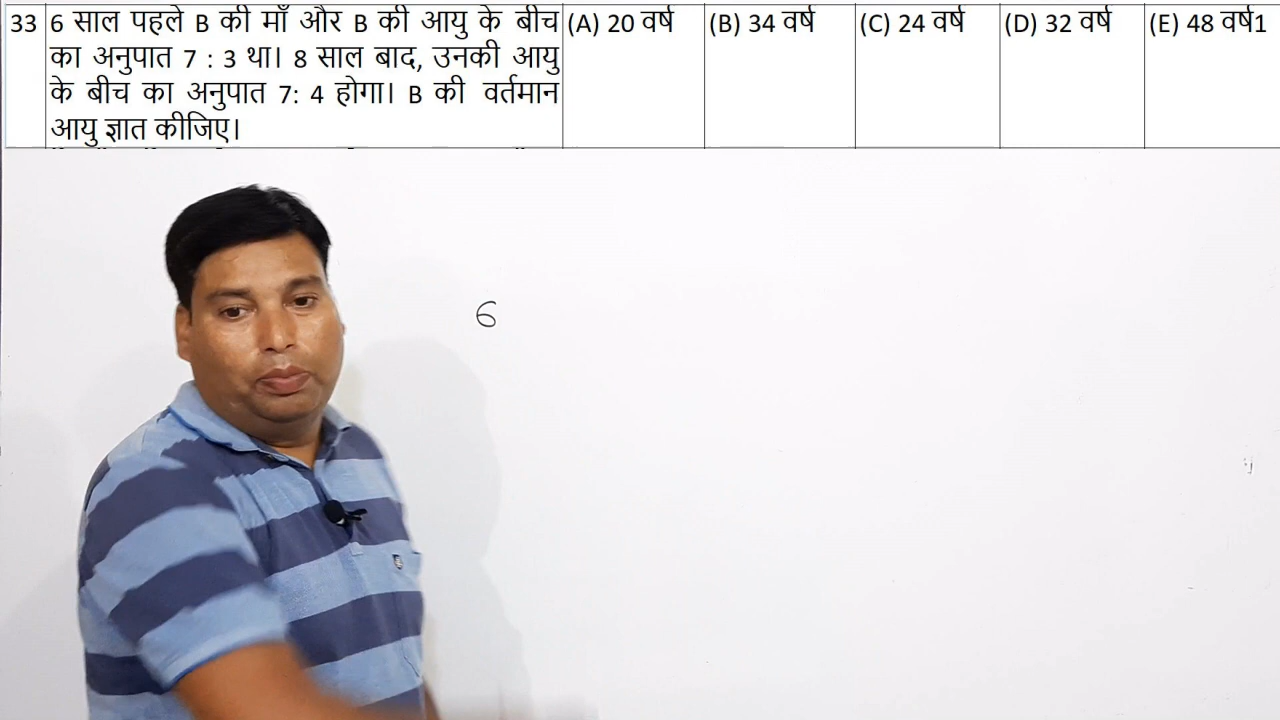 33
6 साल पहले B की माँ और B की आयु के बीच
का अनुपात 7 : 3 था। 8 साल बाद, उनकी आयु
के बीच का अनुपात 7: 4 होगा। B की वर्तमान
आयु ज्ञात कीजिए।
(A) 20 वर्ष
(B) 34 वर्ष
(C) 24 वर्ष
(D) 32 वर्ष
(E) 48 वर्ष1
6